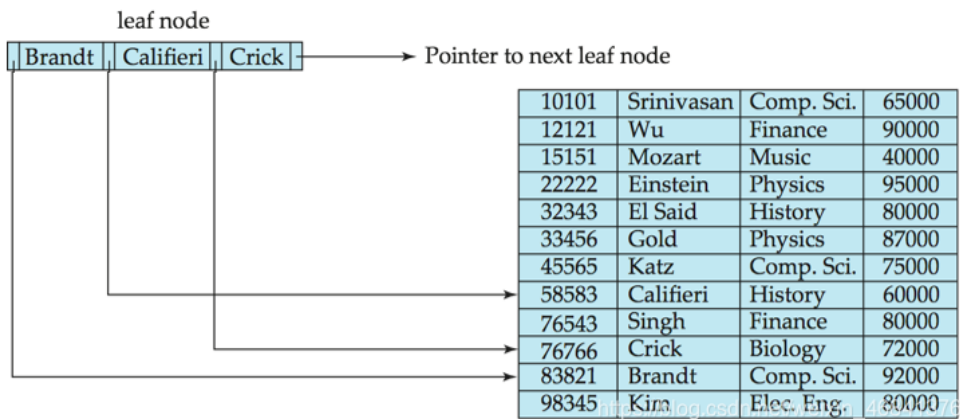 leaf node
Brandt Califieri Crick
Pointer to next leaf node
10101 Srinivasan Comp. Sci. 65000
12121 Wu Finance 90000
15151 Mozart Music 40000
22222 Einstein Physics 95000
32343 El Said History 80000
33456 Gold Physics 87000
45565 Katz Comp. Sci. 75000
58583 Califieri History 60000
76543 Singh Finance 80000
76766 Crick Biology 72000
83821 Brandt Comp. Sci. 92000
98345 Kim Elec. Eng. 80000